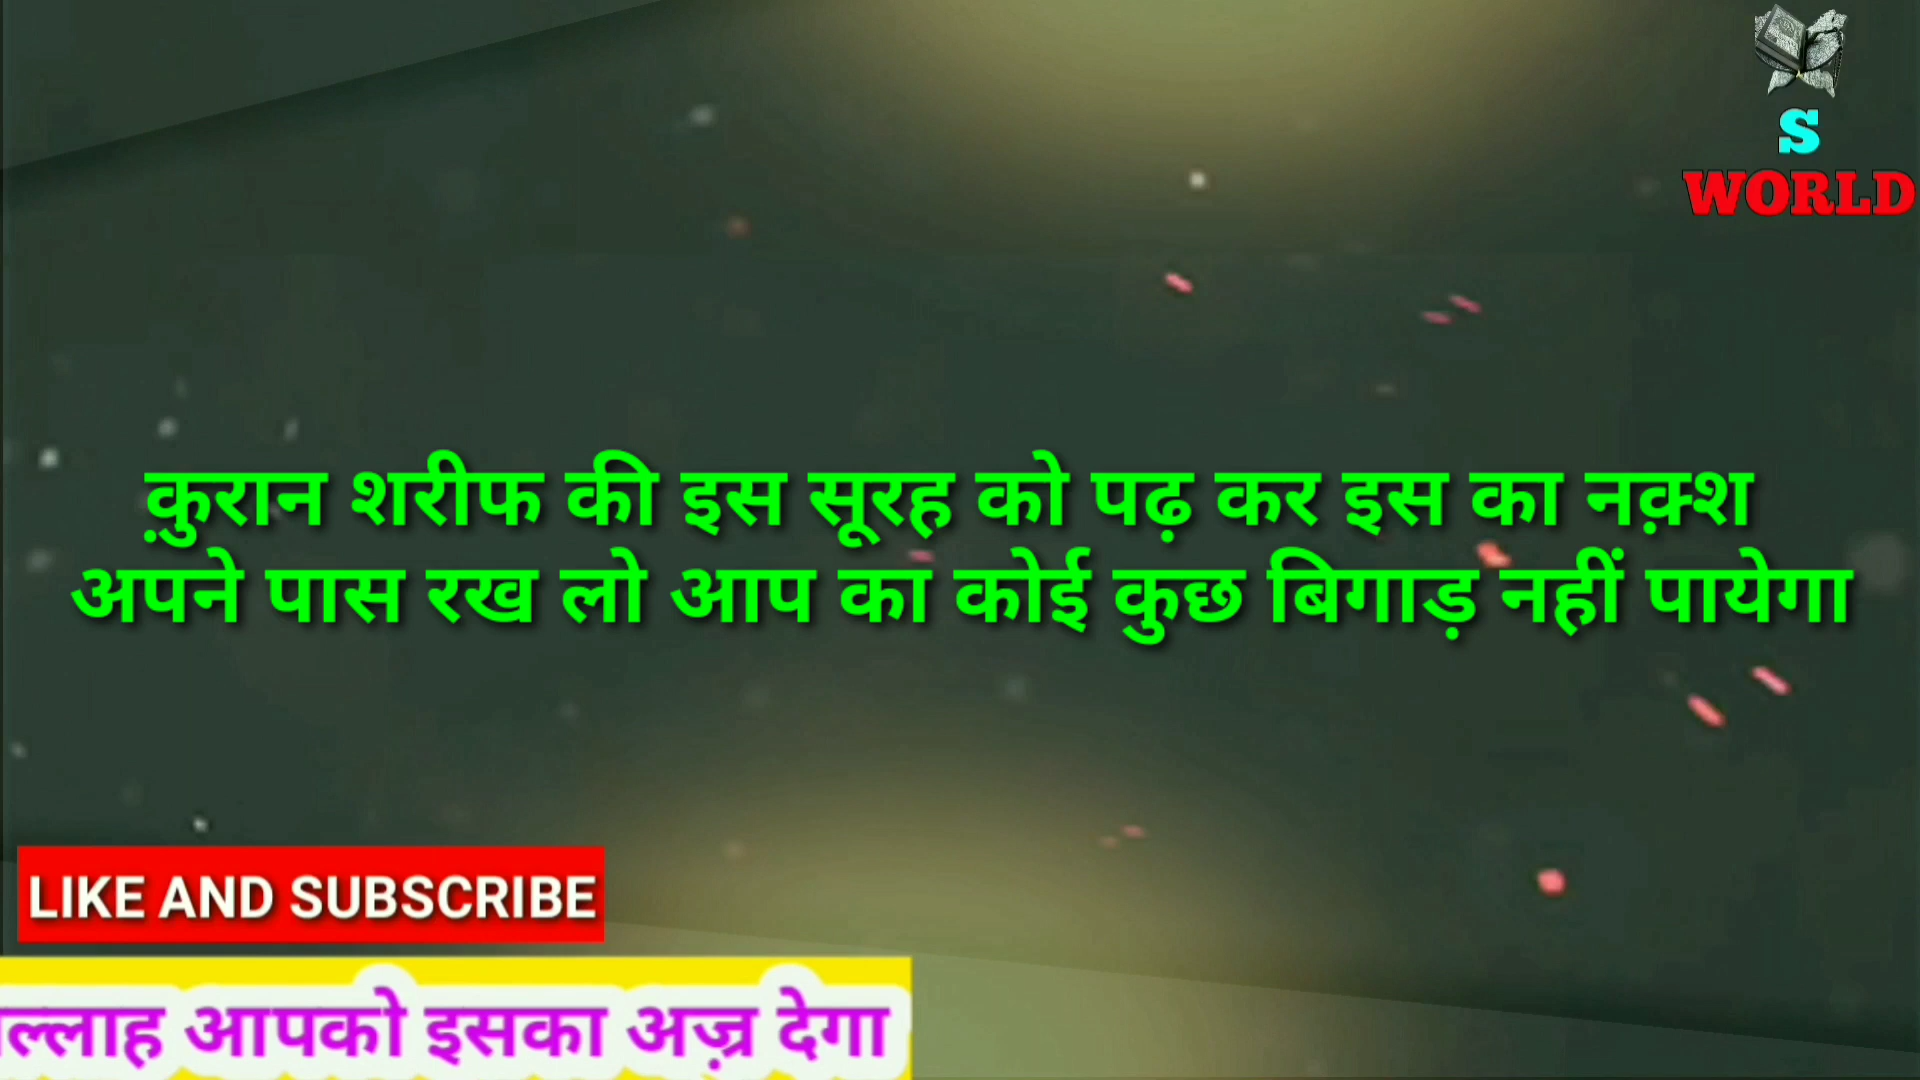 S
WORLD
क़ुरान शरीफ की इस सूरह को पढ़ कर इस का नक़्श
अपने पास रख लो आप का कोई कुछ बिगाड़ नहीं पायेगा
LIKE AND SUBSCRIBE
आपको इसका अज़्र देगा